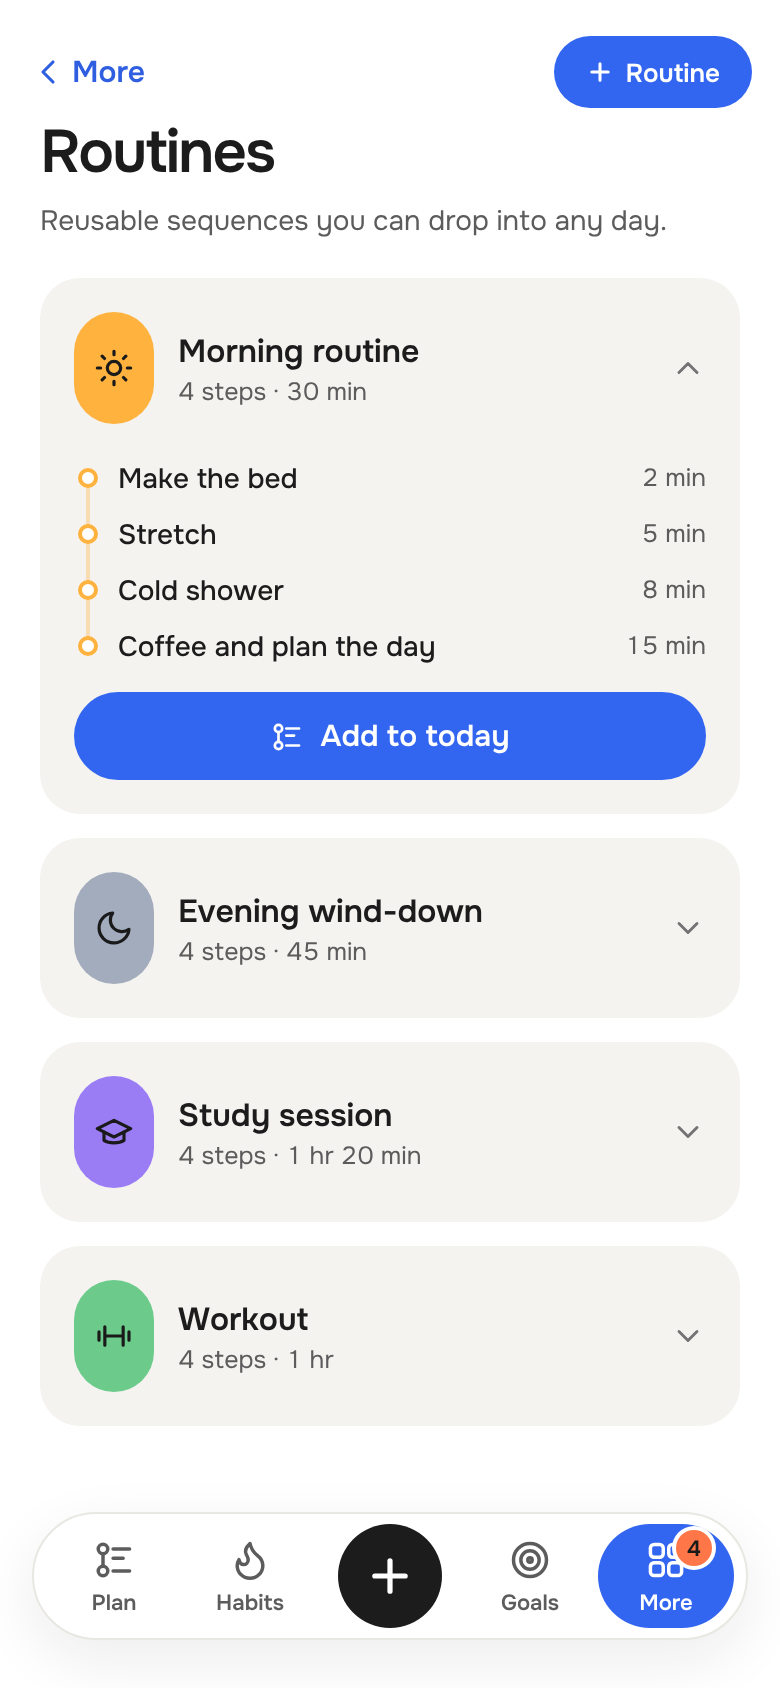 More
Routine
Routines
Reusable sequences you can drop into any day.
Morning routine
4 steps · 30 min
Make the bed 2 min
Stretch 5 min
Cold shower 8 min
Coffee and plan the day 15 min
Add to today
Evening wind-down
4 steps · 45 min
Study session
4 steps · 1 hr 20 min
Workout
4 steps · 1 hr
4
Plan Habits Goals More